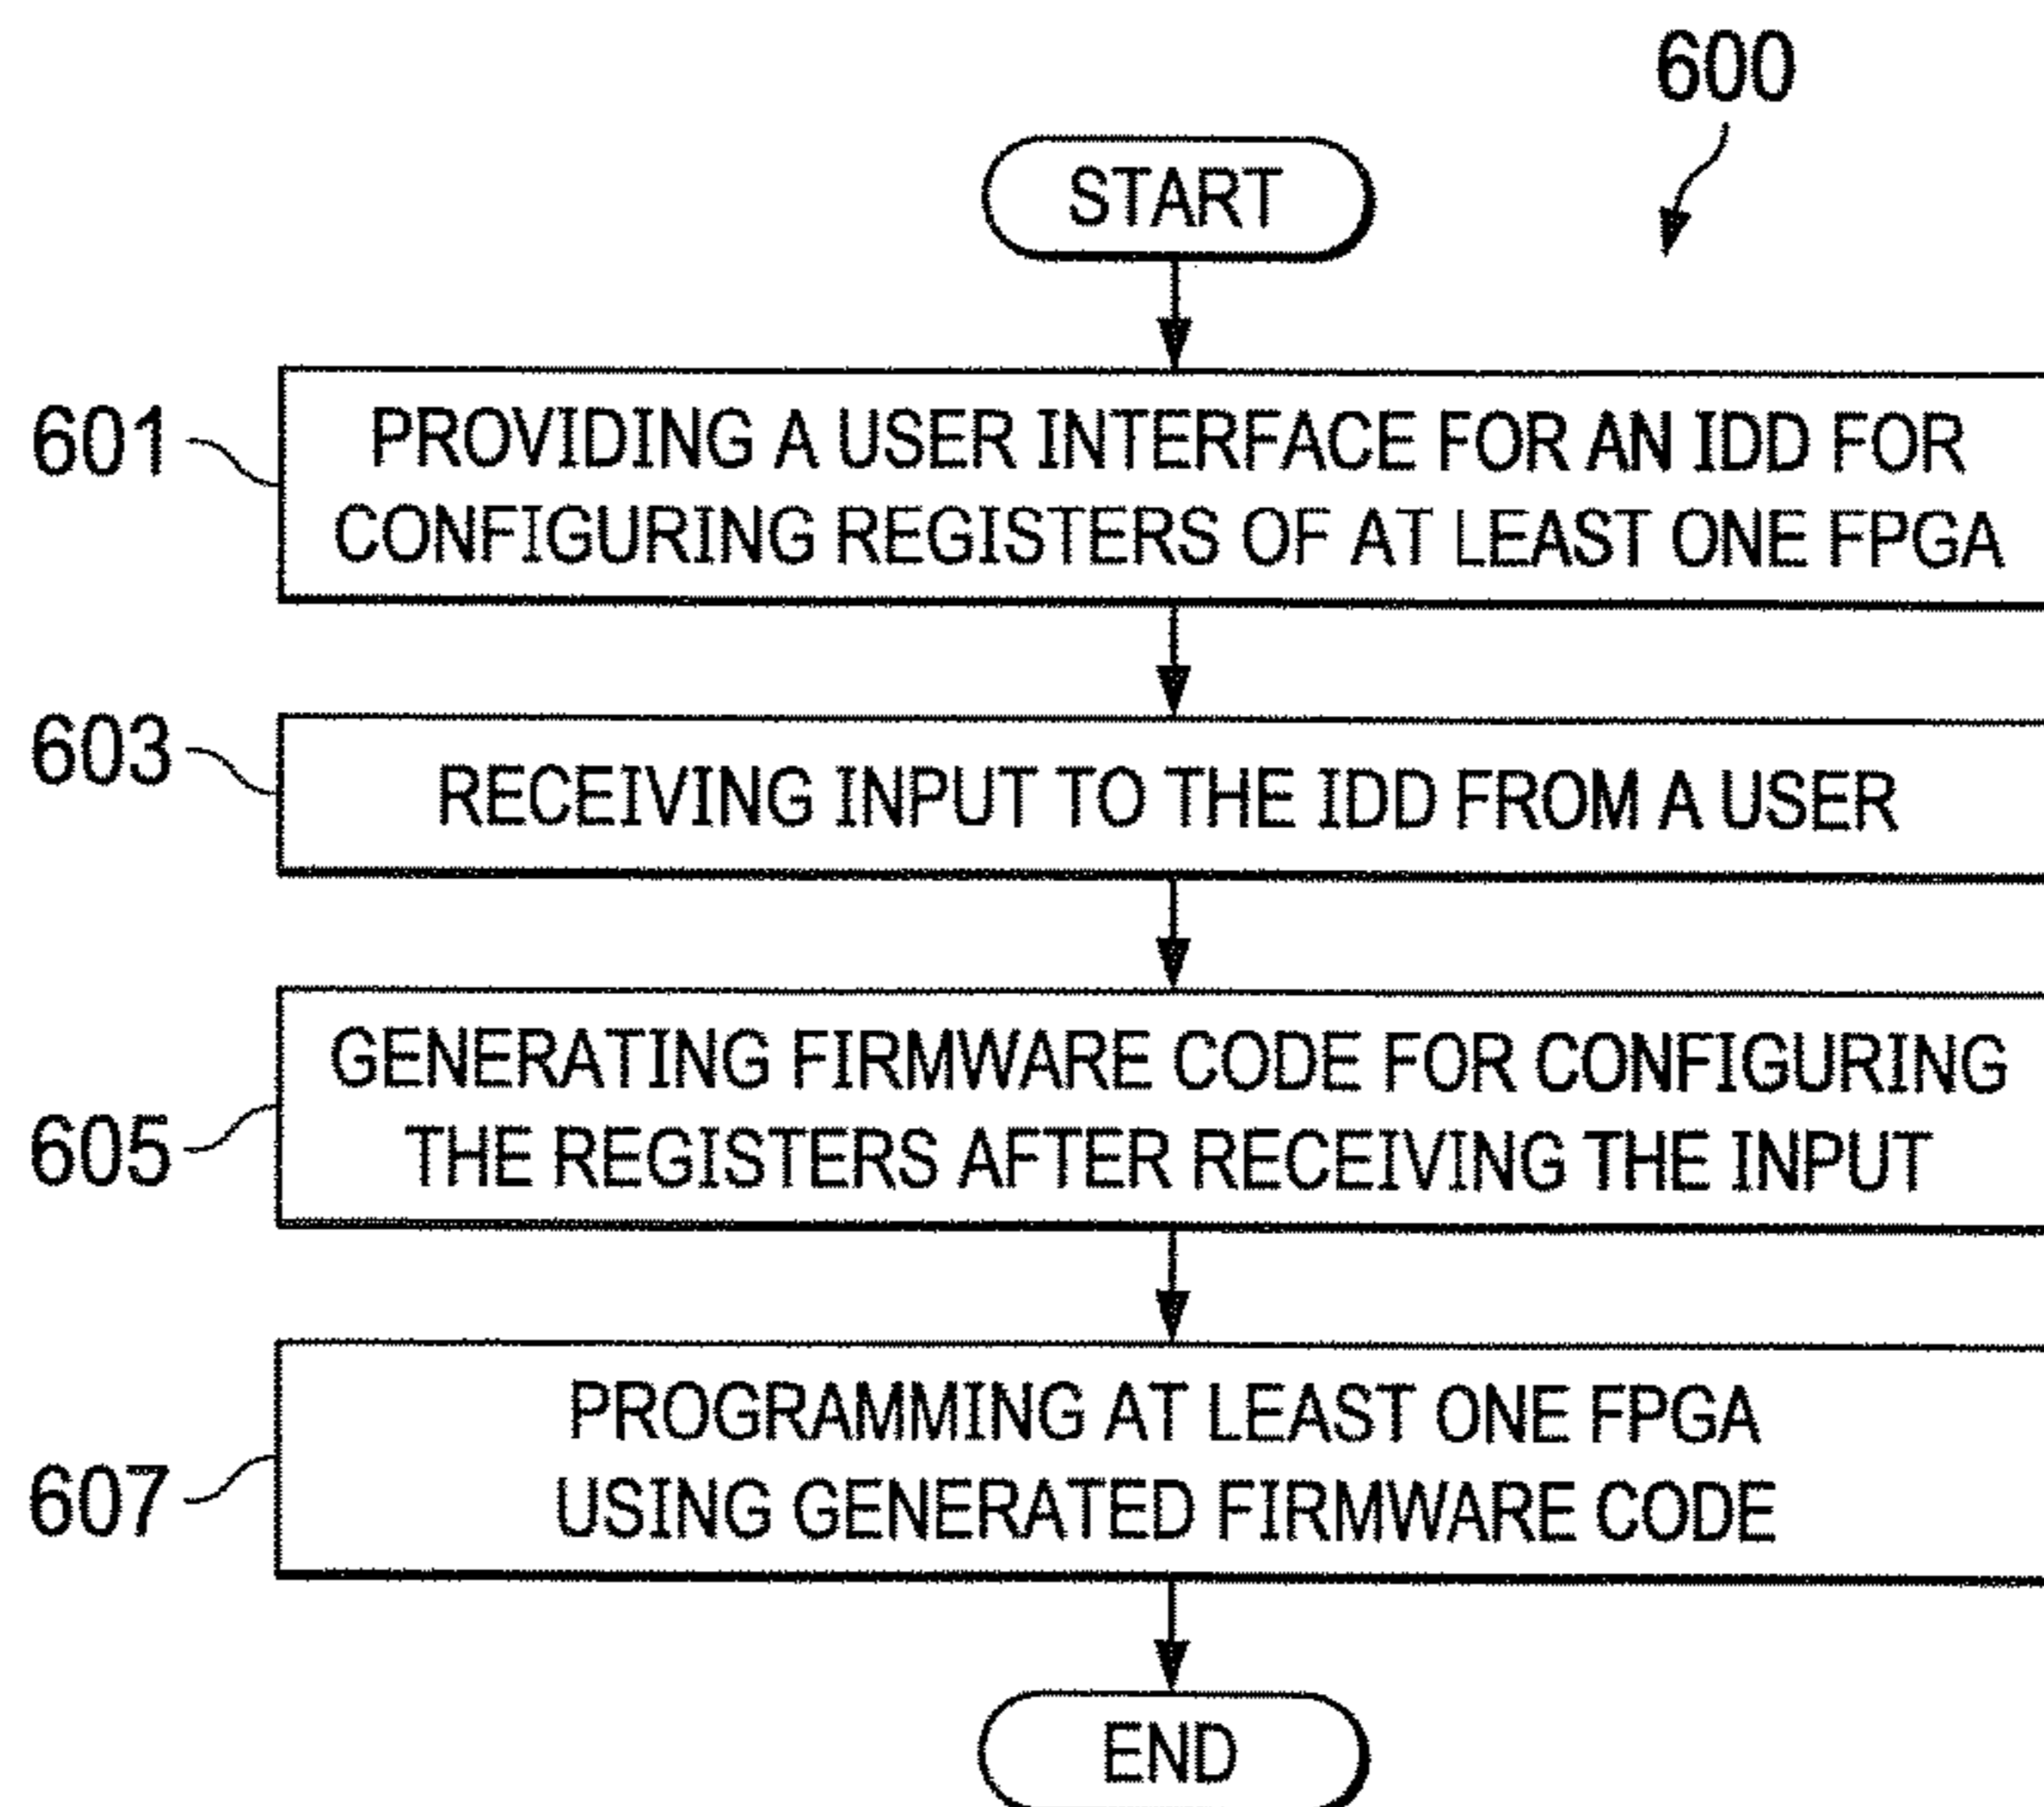 600
START
601
PROVIDING A USER INTERFACE FOR AN IDD FOR
CONFIGURING REGISTERS OF AT LEAST ONE FPGA
603
RECEIVING INPUT TO THE IDD FROM A USER
605
GENERATING FIRMWARE CODE FOR CONFIGURING
THE REGISTERS AFTER RECEIVING THE INPUT
607
PROGRAMMING AT LEAST ONE FPGA
USING GENERATED FIRMWARE CODE
END